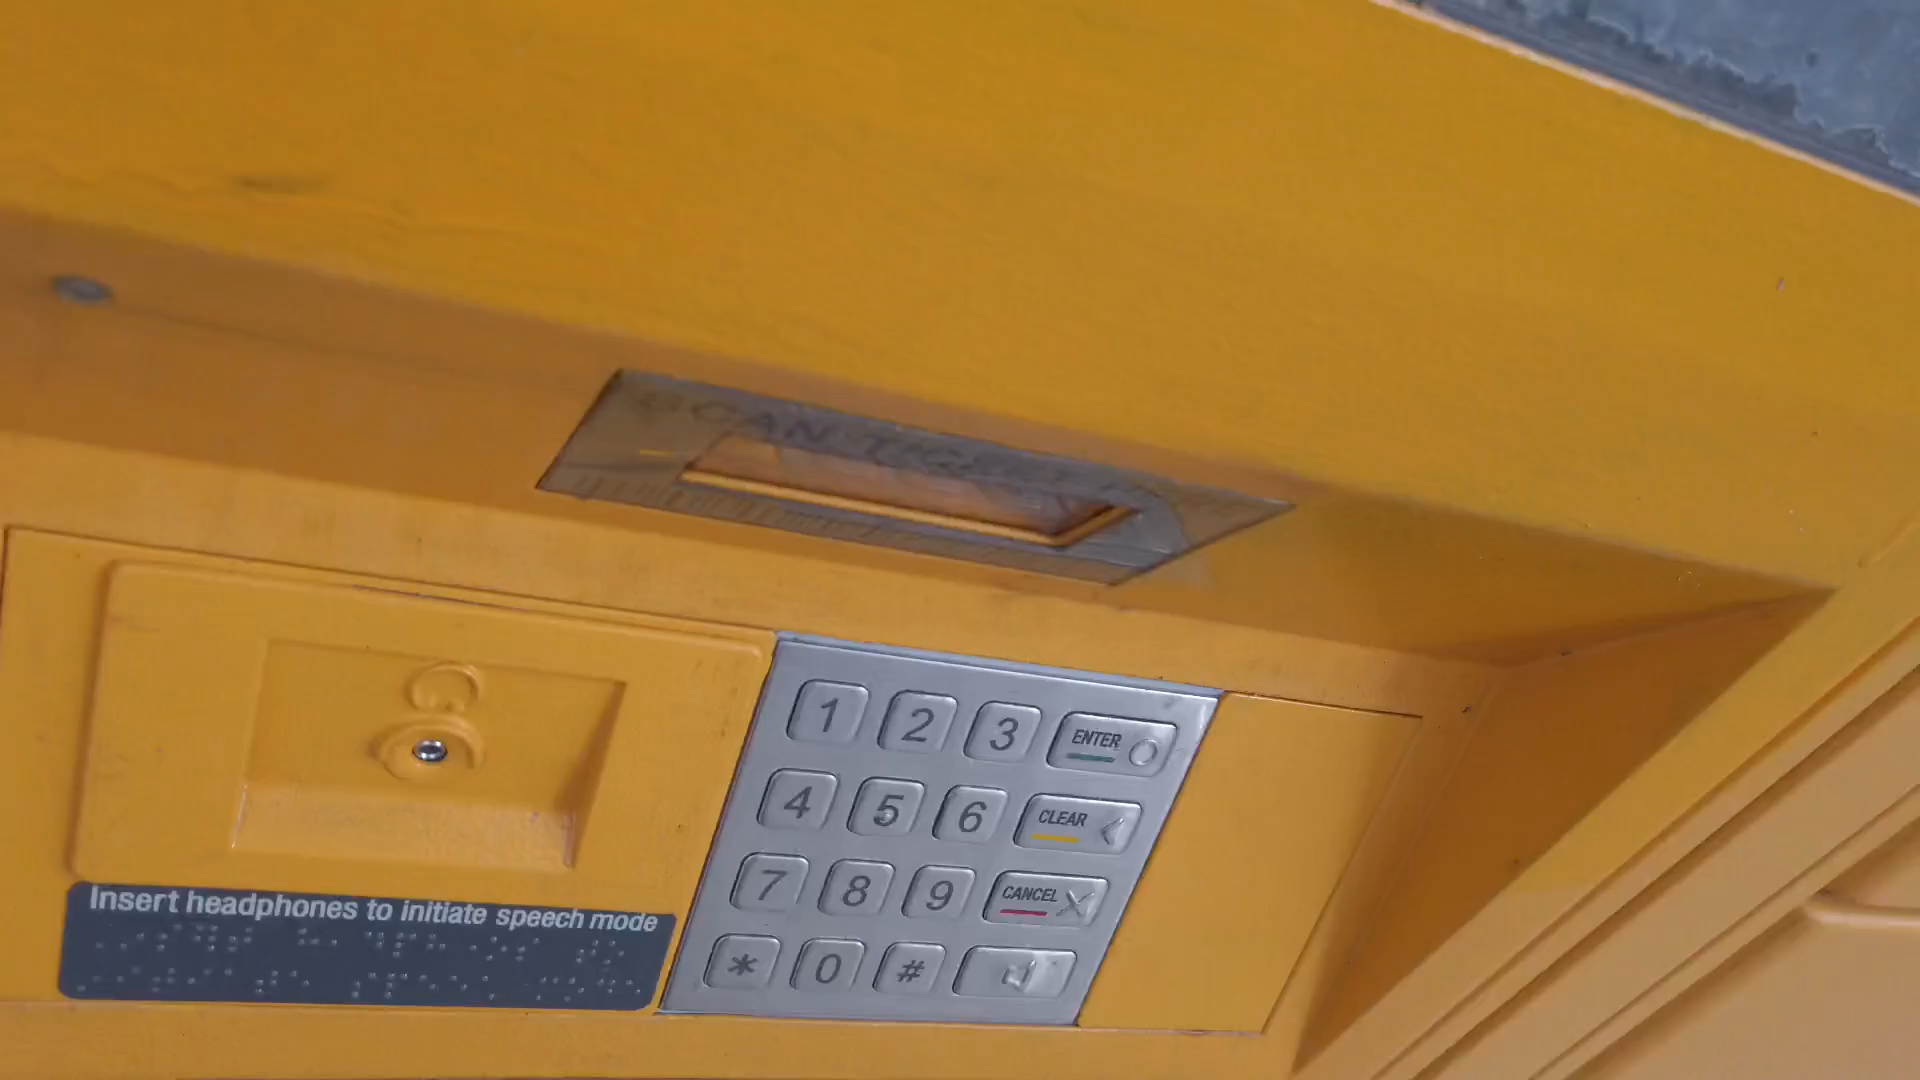 SCAN TICKET HERE
1 2 3 ENTER
4 5 6 CLEAR
7 8 9 CANCEL
* 0 #
Insert headphones to initiate speech mode